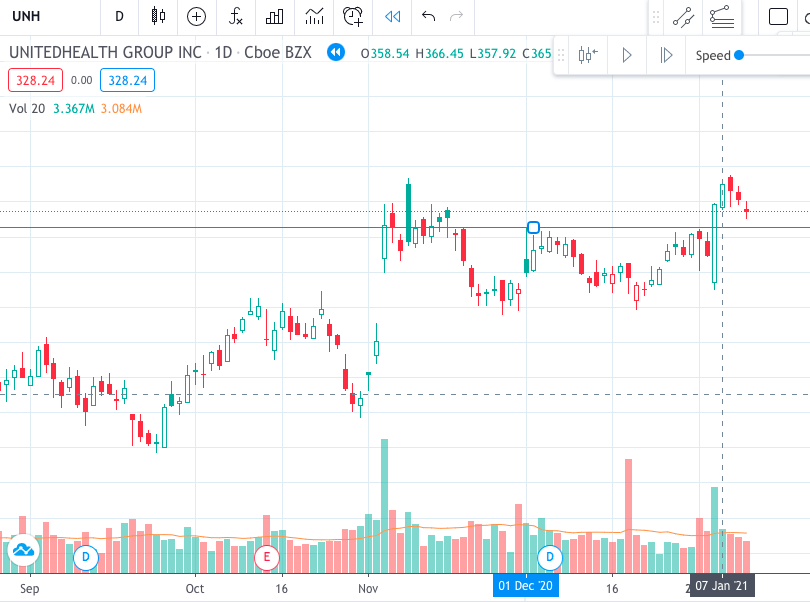 UNH D
UNITEDHEALTH GROUP INC · 1D · Cboe BZX O358.54 H366.45 L357.92 C365
Speed
328.24 0.00 328.24
Vol 20 3.367M 3.084M
D E D
Sep Oct 16 Nov 01 Dec '20 16 2 07 Jan '21